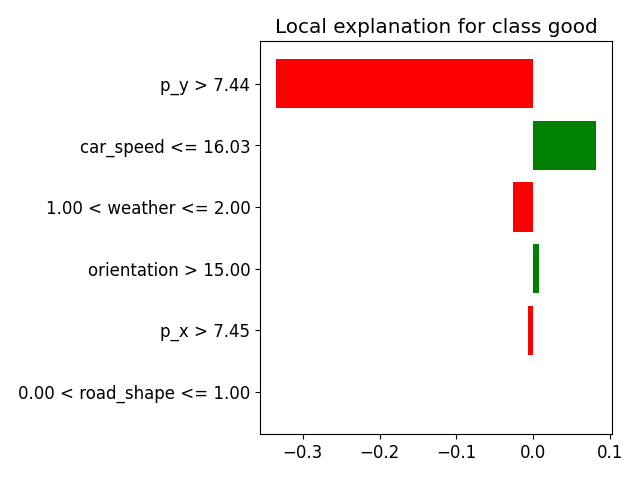 Local explanation for class good
p_y > 7.44
car_speed <= 16.03
1.00 < weather <= 2.00
orientation > 15.00
p_x > 7.45
0.00 < road_shape <= 1.00
−0.3 −0.2 −0.1 0.0 0.1